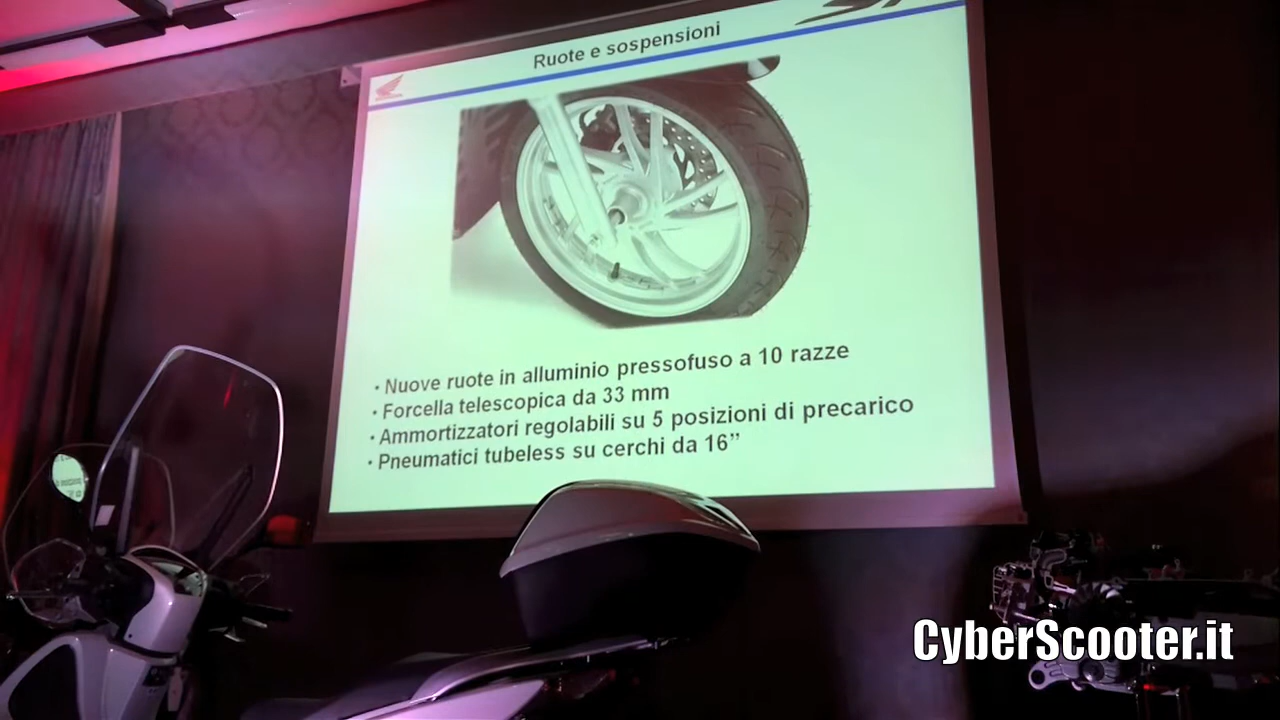 Ruote e sospensioni
HONDA
• Nuove ruote in alluminio pressofuso a 10 razze
• Forcella telescopica da 33 mm
• Ammortizzatori regolabili su 5 posizioni di precarico
• Pneumatici tubeless su cerchi da 16”
CyberScooter.it